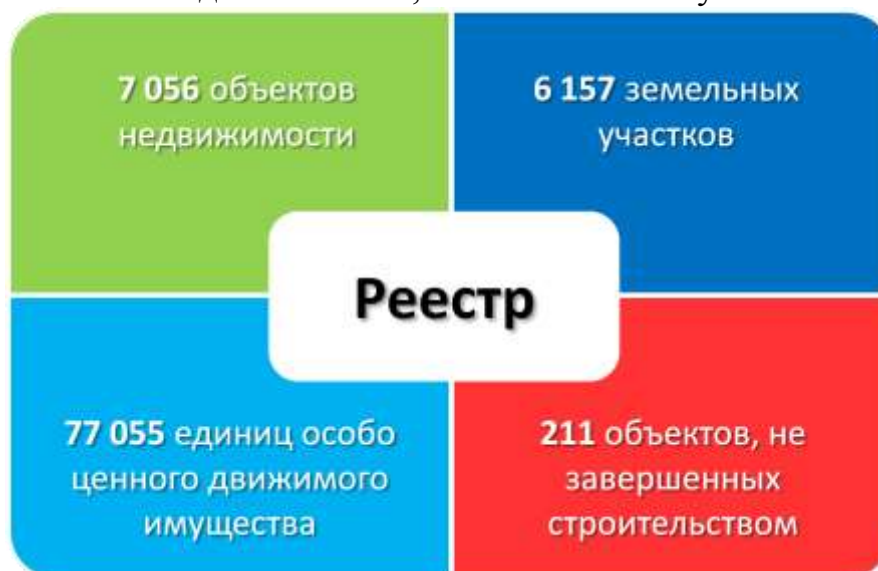 7 056 объектов
недвижимости
6 157 земельных
участков
Реестр
77 055 единиц особо
ценного движимого
имущества
211 объектов, не
завершенных
строительством